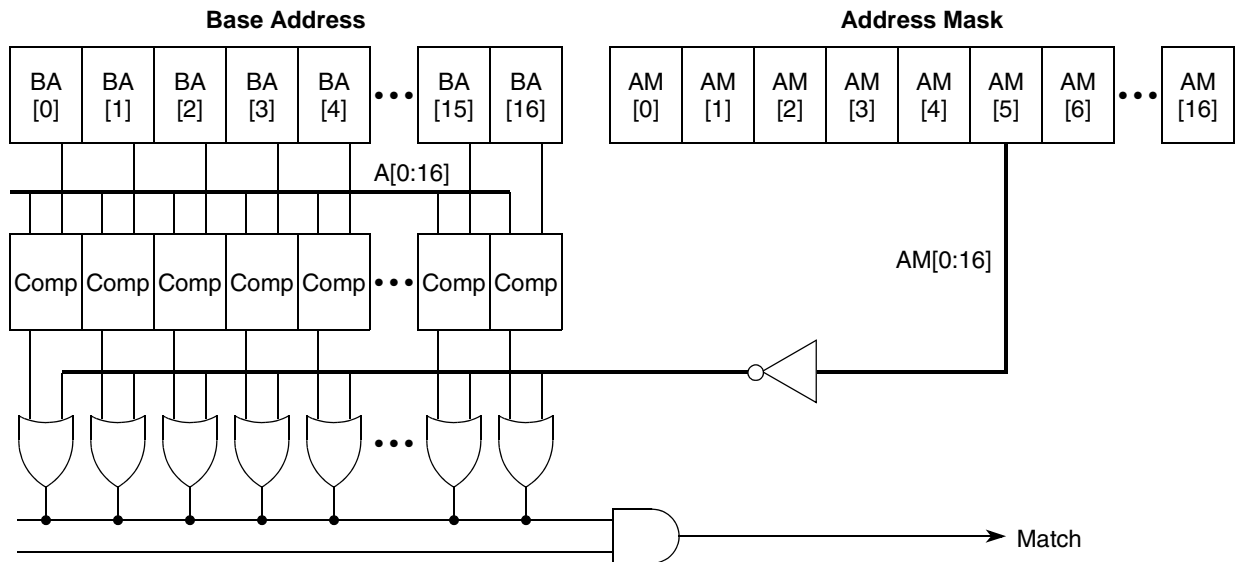 Base Address
Address Mask
BA [0] BA [1] BA [2] BA [3] BA [4] ••• BA [15] BA [16]
AM [0] AM [1] AM [2] AM [3] AM [4] AM [5] AM [6] ••• AM [16]
A[0:16]
Comp Comp Comp Comp Comp ••• Comp Comp
AM[0:16]
•••
Match